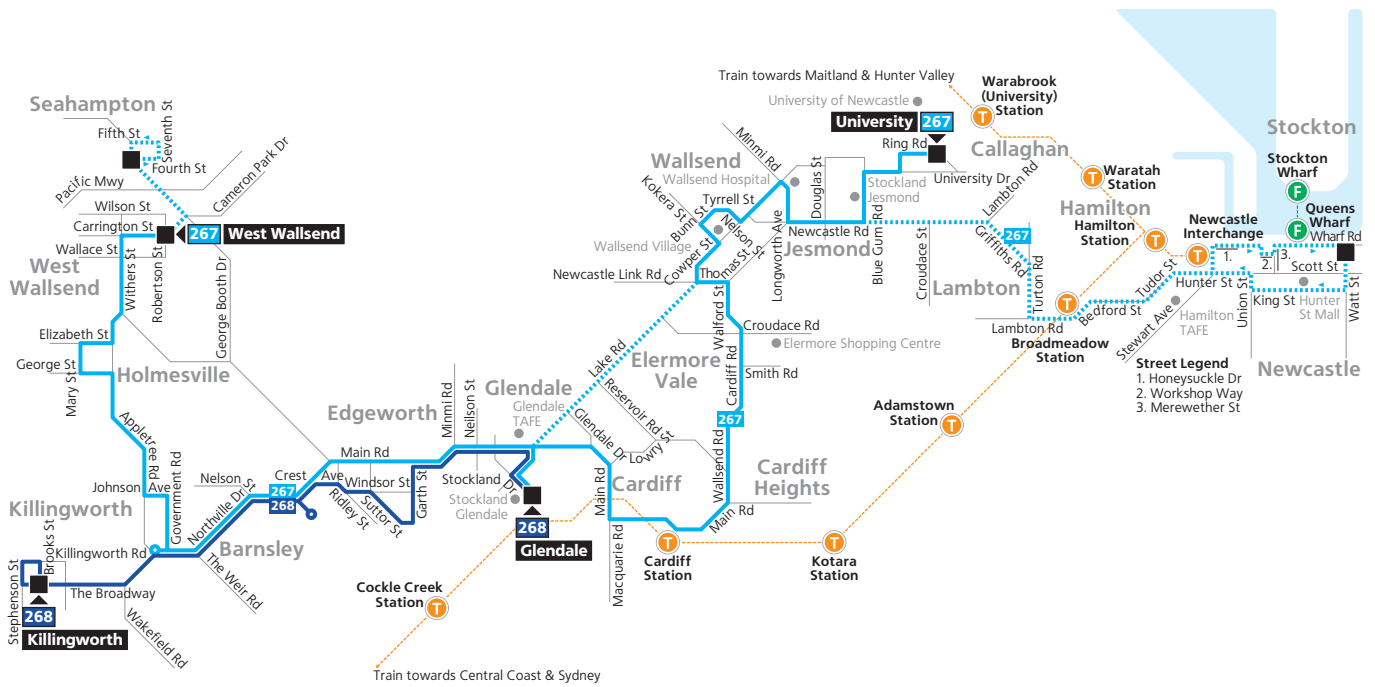 Train towards Maitland & Hunter Valley
Warabrook
(University)
Station
University of Newcastle
University 267
Ring Rd
Callaghan
University Dr
Stockton
Stockton
Wharf
F
Queens
Wharf
F
Wharf Rd
Seahampton
Seventh St
Fifth St
Fourth St
Pacific Mwy
Cameron Park Dr
Wilson St
Carrington St
267 West Wallsend
Wallace St
West
Wallsend
Withers St
Robertson St
George Booth Dr
Elizabeth St
George St
Mary St
Holmesville
Appletree Rd
Johnson Ave
Government Rd
Killingworth
Killingworth Rd
Brooks St
Stephenson St
The Broadway
268
Killingworth
Wakefield Rd
The Weir Rd
Barnsley
Northville Dr
Nelson St
Crest Ave
267
268
Ridley St
Suttor St
Windsor St
Main Rd
Garth St
Edgeworth
Minmi Rd
Neilson St
Glendale
Glendale
TAFE
Stockland Dr
Stockland
Glendale
268
Glendale
Lake Rd
Reservoir Rd
Glendale Dr
Lowry St
Main Rd
Cardiff
Macquarie Rd
Main Rd
Wallsend Rd
Cardiff
Heights
267
Cardiff Rd
Smith Rd
Croudace Rd
Elermore Shopping Centre
Elermore
Vale
Walford St
Thomas St
Newcastle Link Rd
Cowper St
Wallsend Village
Bunn St
Kokera St
Nelson St
Tyrrell St
Wallsend
Wallsend Hospital
Minmi Rd
Longworth Ave
Douglas St
Newcastle Rd
Jesmond
Stockland
Jesmond
Blue Gum Rd
Croudace St
Lambton Rd
Griffiths Rd
267
Lambton
Turton Rd
Lambton Rd
T
T
Waratah
Station
Hamilton
Hamilton
Station
T
Newcastle
Interchange
T
T
Broadmeadow
Station
Bedford St
Tudor St
Stewart Ave
Hamilton
TAFE
Hunter St
Union St
1.
2.
3.
Scott St
King St
Hunter
St Mall
Watt St
Newcastle
Street Legend
1. Honeysuckle Dr
2. Workshop Way
3. Merewether St
Adamstown
Station
T
T
Kotara
Station
T
Cardiff
Station
Cockle Creek
Station
T
Train towards Central Coast & Sydney